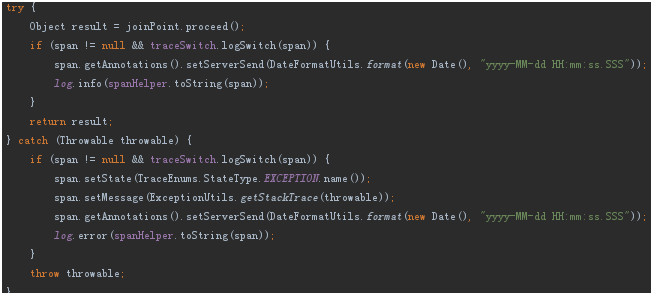 try {
    Object result = joinPoint.proceed();
    if (span != null && traceSwitch.logSwitch(span)) {
        span.getAnnotations().setServerSend(DateFormatUtils.format(new Date(), "yyyy-MM-dd HH:mm:ss.SSS"));
        log.info(spanHelper.toString(span));
    }
    return result;
} catch (Throwable throwable) {
    if (span != null && traceSwitch.logSwitch(span)) {
        span.setState(TraceEnums.StateType.EXCEPTION.name());
        span.setMessage(ExceptionUtils.getStackTrace(throwable));
        span.getAnnotations().setServerSend(DateFormatUtils.format(new Date(), "yyyy-MM-dd HH:mm:ss.SSS"));
        log.error(spanHelper.toString(span));
    }
    throw throwable;
}